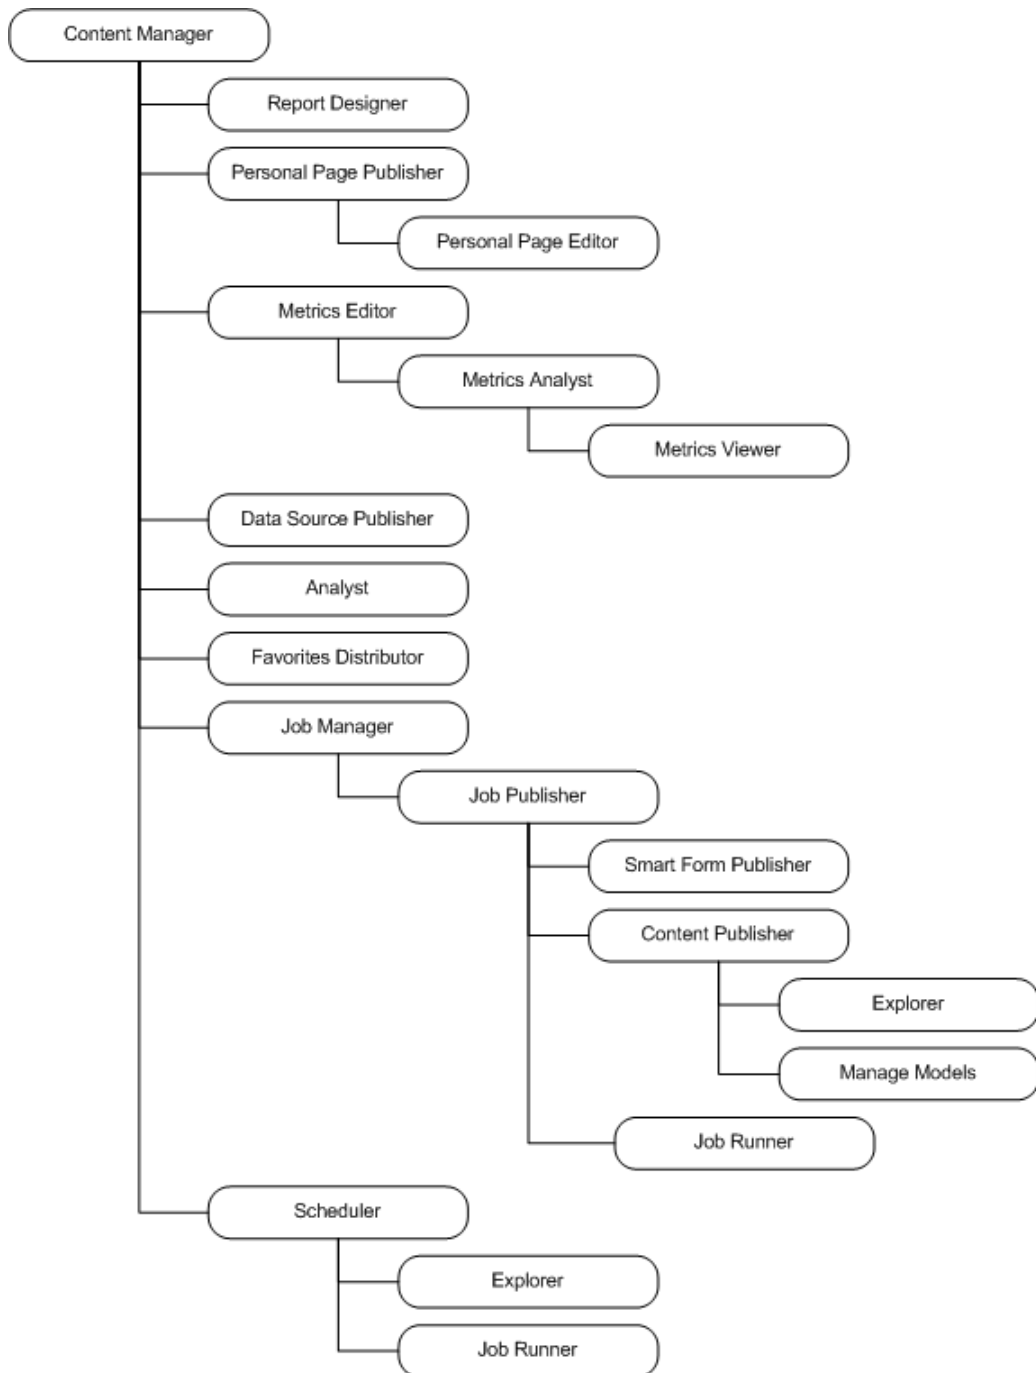 Content Manager
Report Designer
Personal Page Publisher
Personal Page Editor
Metrics Editor
Metrics Analyst
Metrics Viewer
Data Source Publisher
Analyst
Favorites Distributor
Job Manager
Job Publisher
Smart Form Publisher
Content Publisher
Explorer
Manage Models
Job Runner
Scheduler
Explorer
Job Runner